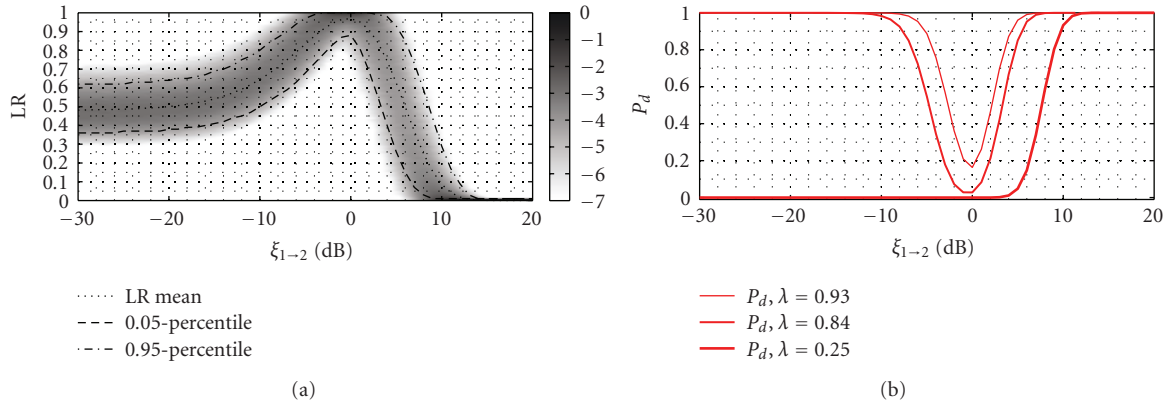 1
0.9
0.8
0.7
0.6
0.5
0.4
0.3
0.2
0.1
0
LR
−30 −20 −10 0 10 20
ξ1→2 (dB)
0
−1
−2
−3
−4
−5
−6
−7
LR mean
0.05-percentile
0.95-percentile
(a)
1
0.8
0.6
0.4
0.2
0
Pd
−30 −20 −10 0 10 20
ξ1→2 (dB)
Pd, λ = 0.93
Pd, λ = 0.84
Pd, λ = 0.25
(b)